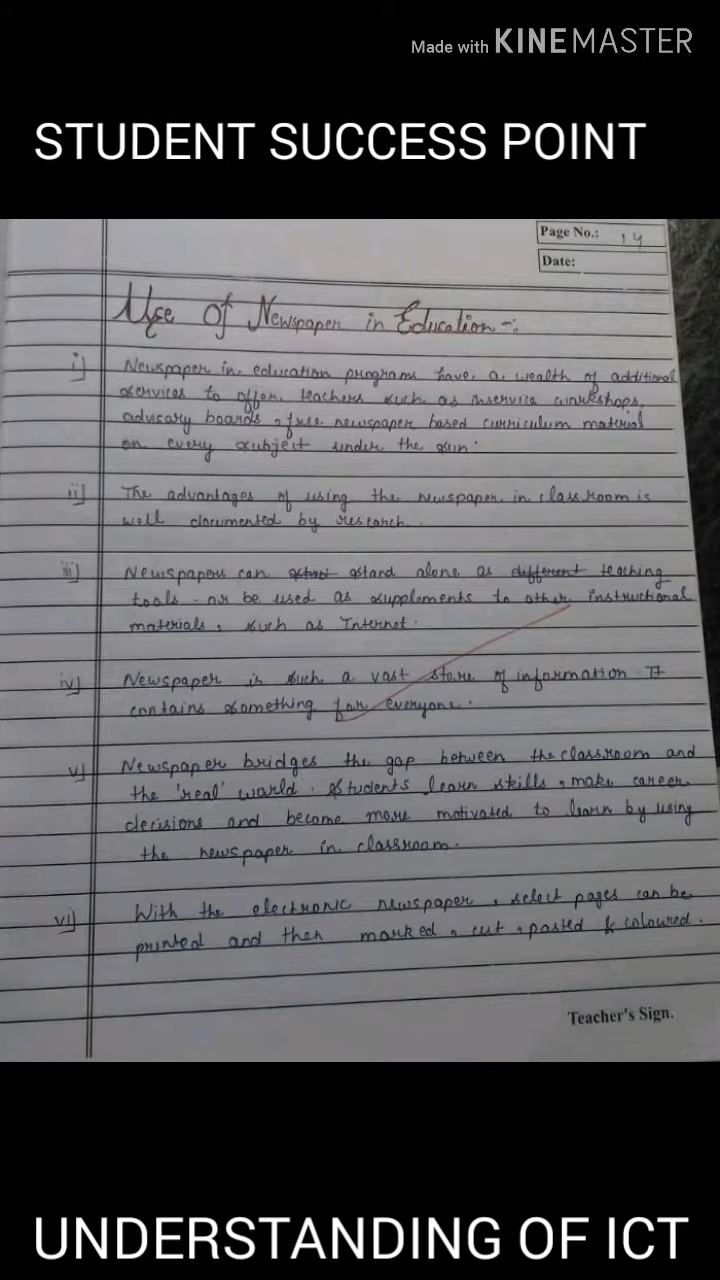 Made with KINEMASTER
STUDENT SUCCESS POINT
Page No.: 14
Date:
Use Of Newspaper in Education -:
i) Newspaper in education programs have a wealth of additional
services to offer teachers such as inservice workshops,
advisary boards, free newspaper based curriculum material
on every subject under the sun.
ii) The advantages of using the newspaper in classroom is
well documented by research.
iii) Newspapers can stand alone as different teaching
tools or be used as supplements to other instructional
materials, such as Internet.
iv) Newspaper is such a vast store of information It
contains something for everyone.
v) Newspaper bridges the gap between the classroom and
the 'real' world. Students learn skills, make career
decisions and become more motivated to learn by using
the newspaper in classroom.
vi) With the electronic newspaper, select pages can be
printed and then marked, cut, pasted & coloured.
Teacher's Sign.
UNDERSTANDING OF ICT